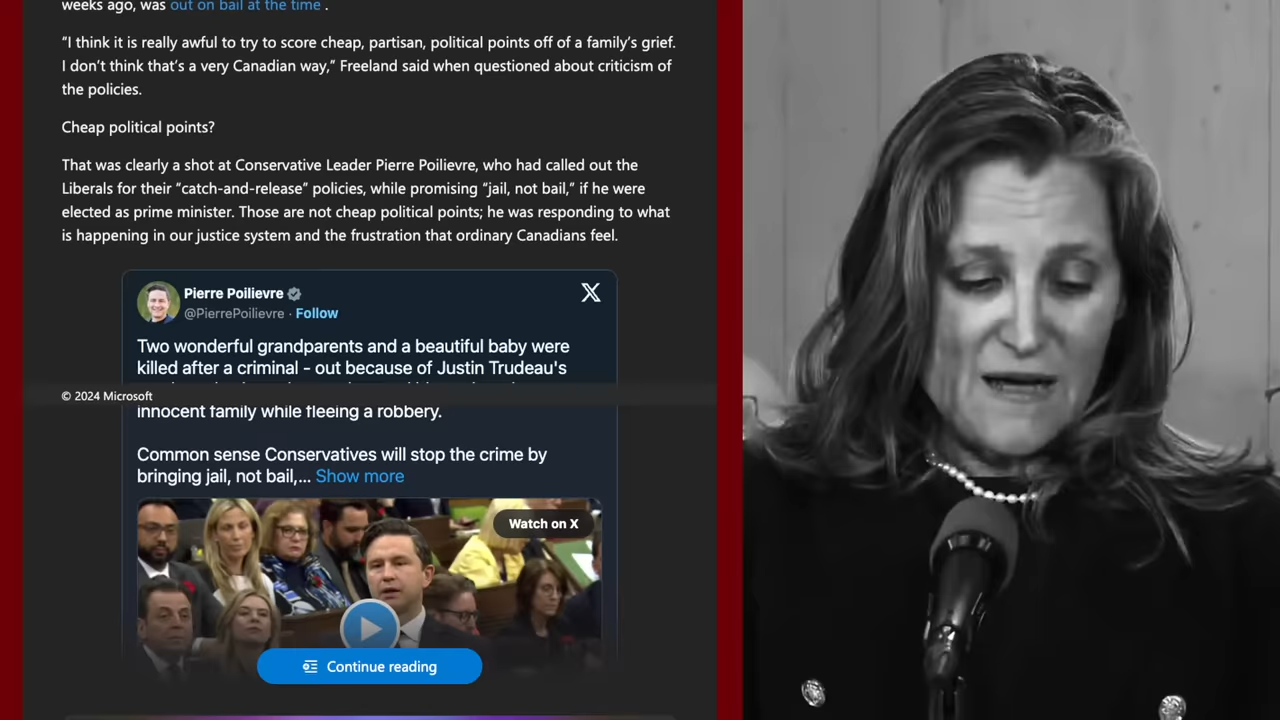 weeks ago, was out on bail at the time .
“I think it is really awful to try to score cheap, partisan, political points off of a family’s grief.
I don’t think that’s a very Canadian way,” Freeland said when questioned about criticism of
the policies.
Cheap political points?
That was clearly a shot at Conservative Leader Pierre Poilievre, who had called out the
Liberals for their “catch-and-release” policies, while promising “jail, not bail,” if he were
elected as prime minister. Those are not cheap political points; he was responding to what
is happening in our justice system and the frustration that ordinary Canadians feel.
Pierre Poilievre
@PierrePoilievre · Follow
X
Two wonderful grandparents and a beautiful baby were
killed after a criminal - out because of Justin Trudeau's
© 2024 Microsoft
innocent family while fleeing a robbery.
Common sense Conservatives will stop the crime by
bringing jail, not bail,... Show more
Watch on X
Continue reading